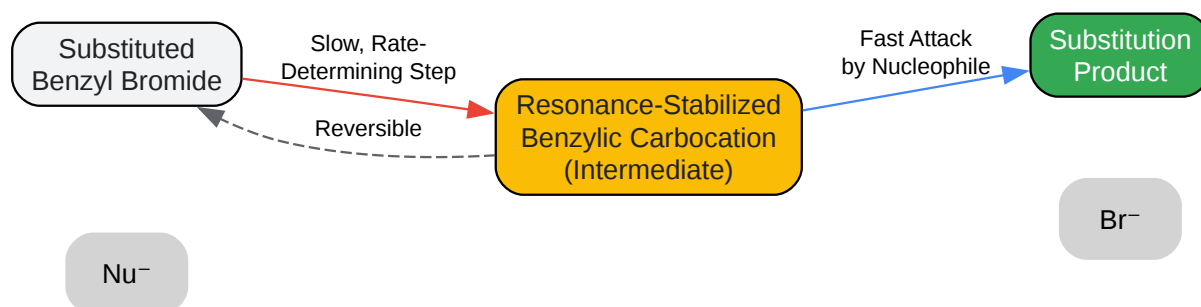 Substituted
Benzyl Bromide
Slow, Rate-
Determining Step
Reversible
Resonance-Stabilized
Benzylic Carbocation
(Intermediate)
Fast Attack
by Nucleophile
Substitution
Product
Nu⁻
Br⁻